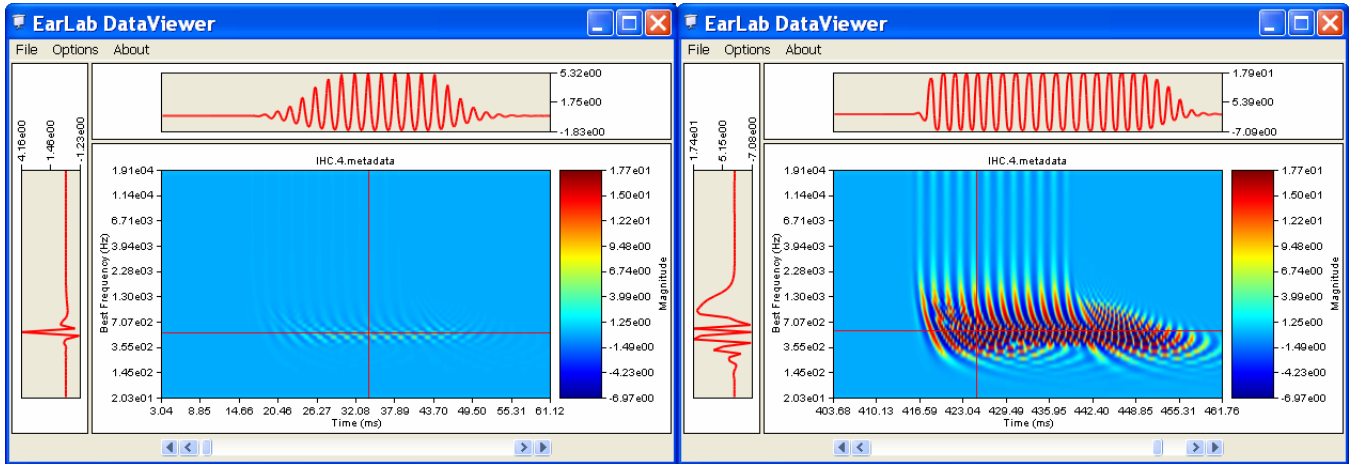 EarLab DataViewer
File Options About
5.32e00
1.75e00
-1.83e00
4.16e00
1.46e00
-1.23e00
IHC.4.metadata
Best Frequency (Hz)
1.91e04
1.14e04
6.71e03
3.94e03
2.28e03
1.30e03
7.07e02
3.55e02
1.45e02
2.03e01
3.04 8.85 14.66 20.46 26.27 32.08 37.89 43.70 49.50 55.31 61.12
Time (ms)
1.77e01
1.50e01
1.22e01
9.48e00
6.74e00
3.99e00
1.25e00
-1.49e00
-4.23e00
-6.97e00
Magnitude
EarLab DataViewer
File Options About
1.79e01
5.39e00
-7.09e00
1.74e01
5.15e00
-7.08e00
IHC.4.metadata
Best Frequency (Hz)
1.91e04
1.14e04
6.71e03
3.94e03
2.28e03
1.30e03
7.07e02
3.55e02
1.45e02
2.03e01
403.68 410.13 416.59 423.04 429.49 435.95 442.40 448.85 455.31 461.76
Time (ms)
1.77e01
1.50e01
1.22e01
9.48e00
6.74e00
3.99e00
1.25e00
-1.49e00
-4.23e00
-6.97e00
Magnitude